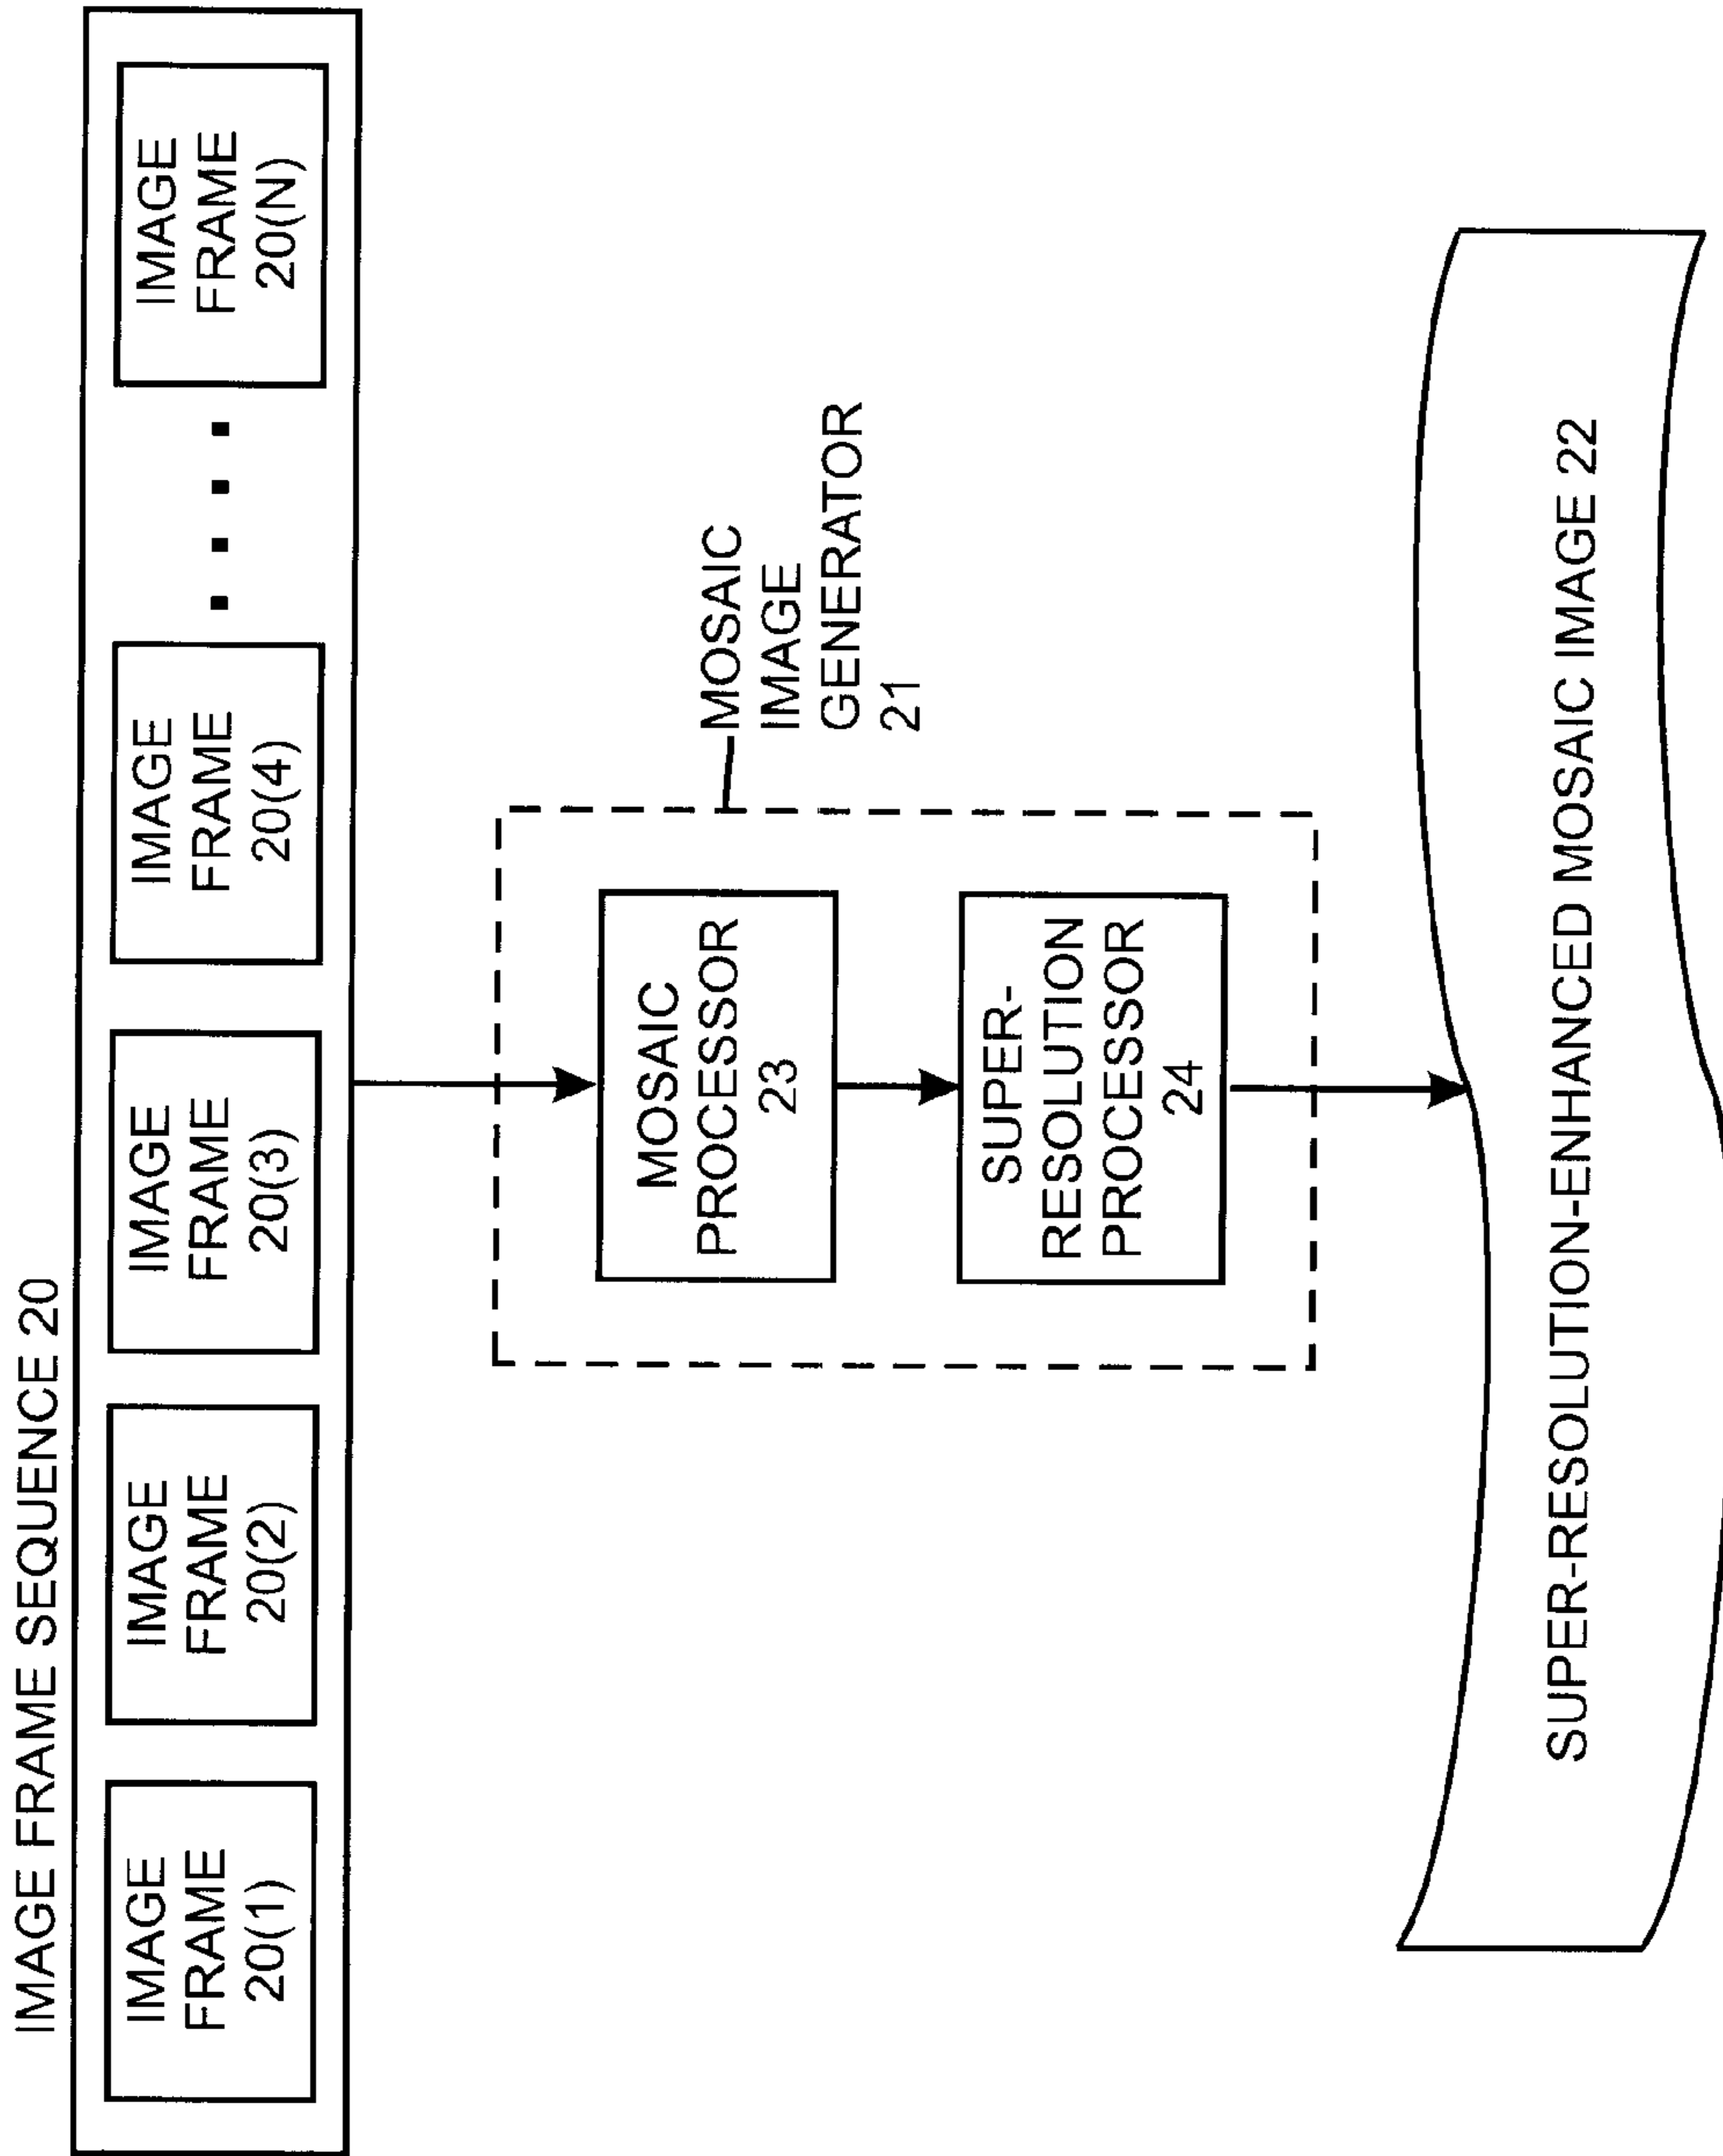 IMAGE FRAME SEQUENCE 20
IMAGE
FRAME
20(1)
IMAGE
FRAME
20(2)
IMAGE
FRAME
20(3)
IMAGE
FRAME
20(4)
IMAGE
FRAME
20(N)
MOSAIC
IMAGE
GENERATOR
21
MOSAIC
PROCESSOR
23
SUPER-
RESOLUTION
PROCESSOR
24
SUPER-RESOLUTION-ENHANCED MOSAIC IMAGE 22